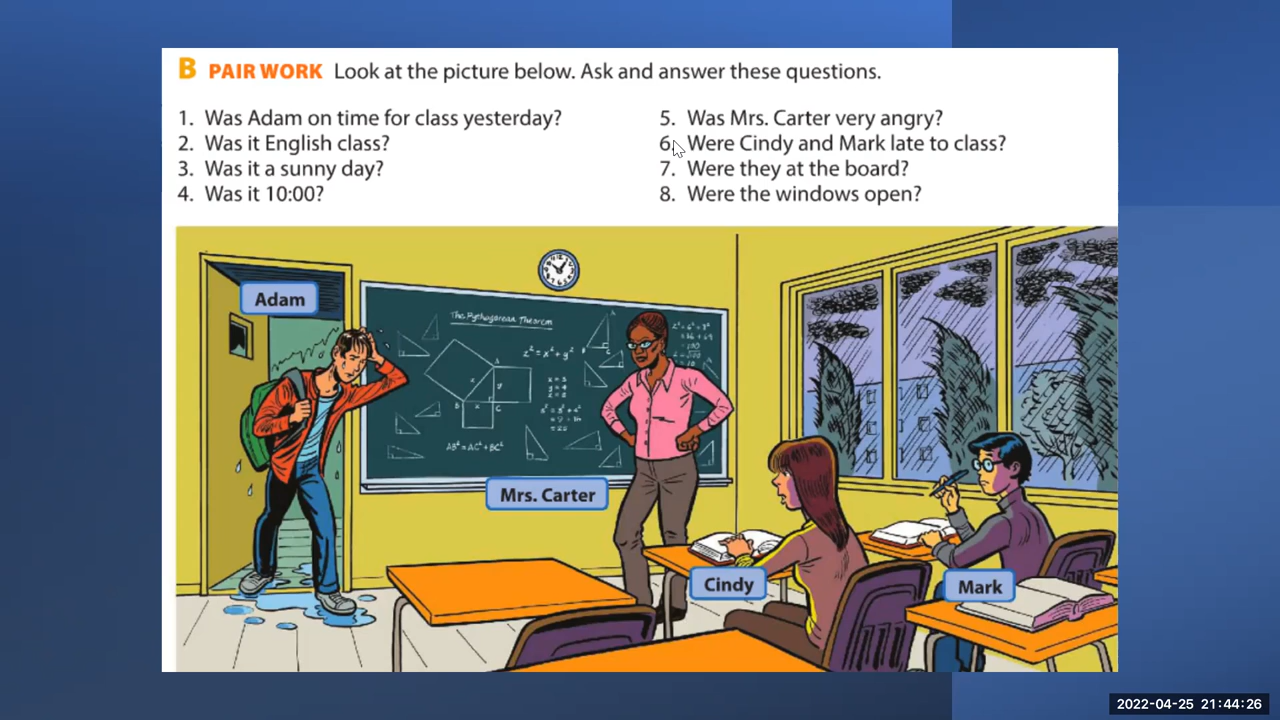 B PAIR WORK Look at the picture below. Ask and answer these questions.
1. Was Adam on time for class yesterday?
2. Was it English class?
3. Was it a sunny day?
4. Was it 10:00?
5. Was Mrs. Carter very angry?
6. Were Cindy and Mark late to class?
7. Were they at the board?
8. Were the windows open?
Adam
The Pythagorean Theorem
Mrs. Carter
Cindy
Mark
2022-04-25 21:44:26